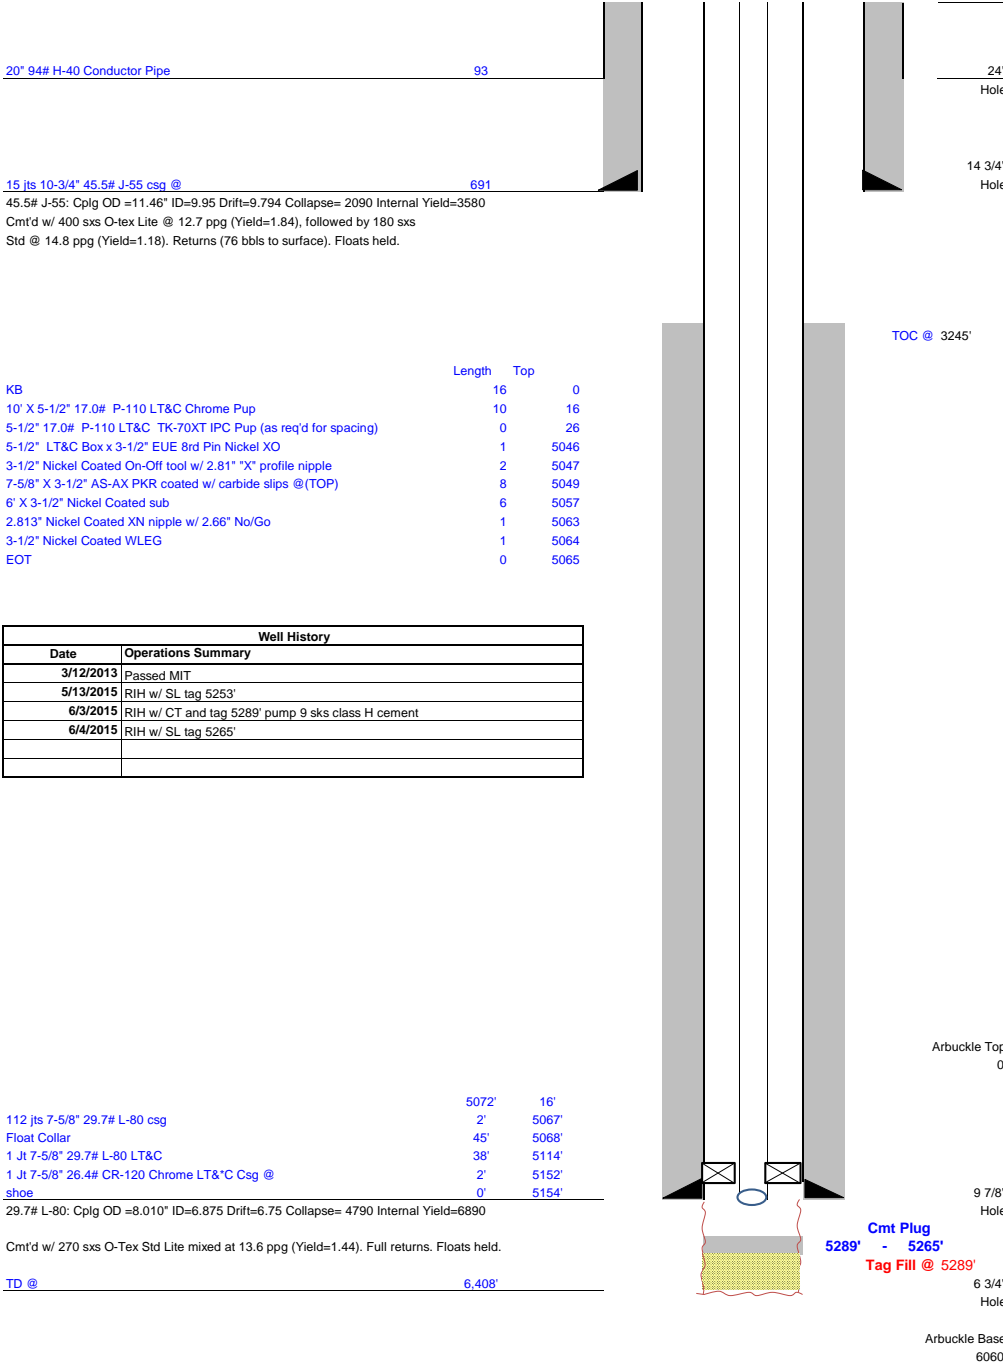 20" 94# H-40 Conductor Pipe 93 24"
Hole
14 3/4"
15 jts 10-3/4" 45.5# J-55 csg @ 691 Hole
45.5# J-55: Cplg OD =11.46" ID=9.95 Drift=9.794 Collapse= 2090 Internal Yield=3580
Cmt'd w/ 400 sxs O-tex Lite @ 12.7 ppg (Yield=1.84), followed by 180 sxs
Std @ 14.8 ppg (Yield=1.18). Returns (76 bbls to surface). Floats held.
TOC @ 3245'
Length Top
KB 16 0
10' X 5-1/2" 17.0# P-110 LT&C Chrome Pup 10 16
5-1/2" 17.0# P-110 LT&C TK-70XT IPC Pup (as req'd for spacing) 0 26
5-1/2" LT&C Box x 3-1/2" EUE 8rd Pin Nickel XO 1 5046
3-1/2" Nickel Coated On-Off tool w/ 2.81" "X" profile nipple 2 5047
7-5/8" X 3-1/2" AS-AX PKR coated w/ carbide slips @(TOP) 8 5049
6' X 3-1/2" Nickel Coated sub 6 5057
2.813" Nickel Coated XN nipple w/ 2.66" No/Go 1 5063
3-1/2" Nickel Coated WLEG 1 5064
EOT 0 5065
Well History
Date Operations Summary
3/12/2013 Passed MIT
5/13/2015 RIH w/ SL tag 5253'
6/3/2015 RIH w/ CT and tag 5289' pump 9 sks class H cement
6/4/2015 RIH w/ SL tag 5265'
Arbuckle Top
0
5072' 16'
112 jts 7-5/8" 29.7# L-80 csg 2' 5067'
Float Collar 45' 5068'
1 Jt 7-5/8" 29.7# L-80 LT&C 38' 5114'
1 Jt 7-5/8" 26.4# CR-120 Chrome LT&*C Csg @ 2' 5152'
shoe 0' 5154' 9 7/8"
29.7# L-80: Cplg OD =8.010" ID=6.875 Drift=6.75 Collapse= 4790 Internal Yield=6890 Hole
Cmt Plug
Cmt'd w/ 270 sxs O-Tex Std Lite mixed at 13.6 ppg (Yield=1.44). Full returns. Floats held. 5289' - 5265'
Tag Fill @ 5289'
TD @ 6,408' 6 3/4"
Hole
Arbuckle Base
6060